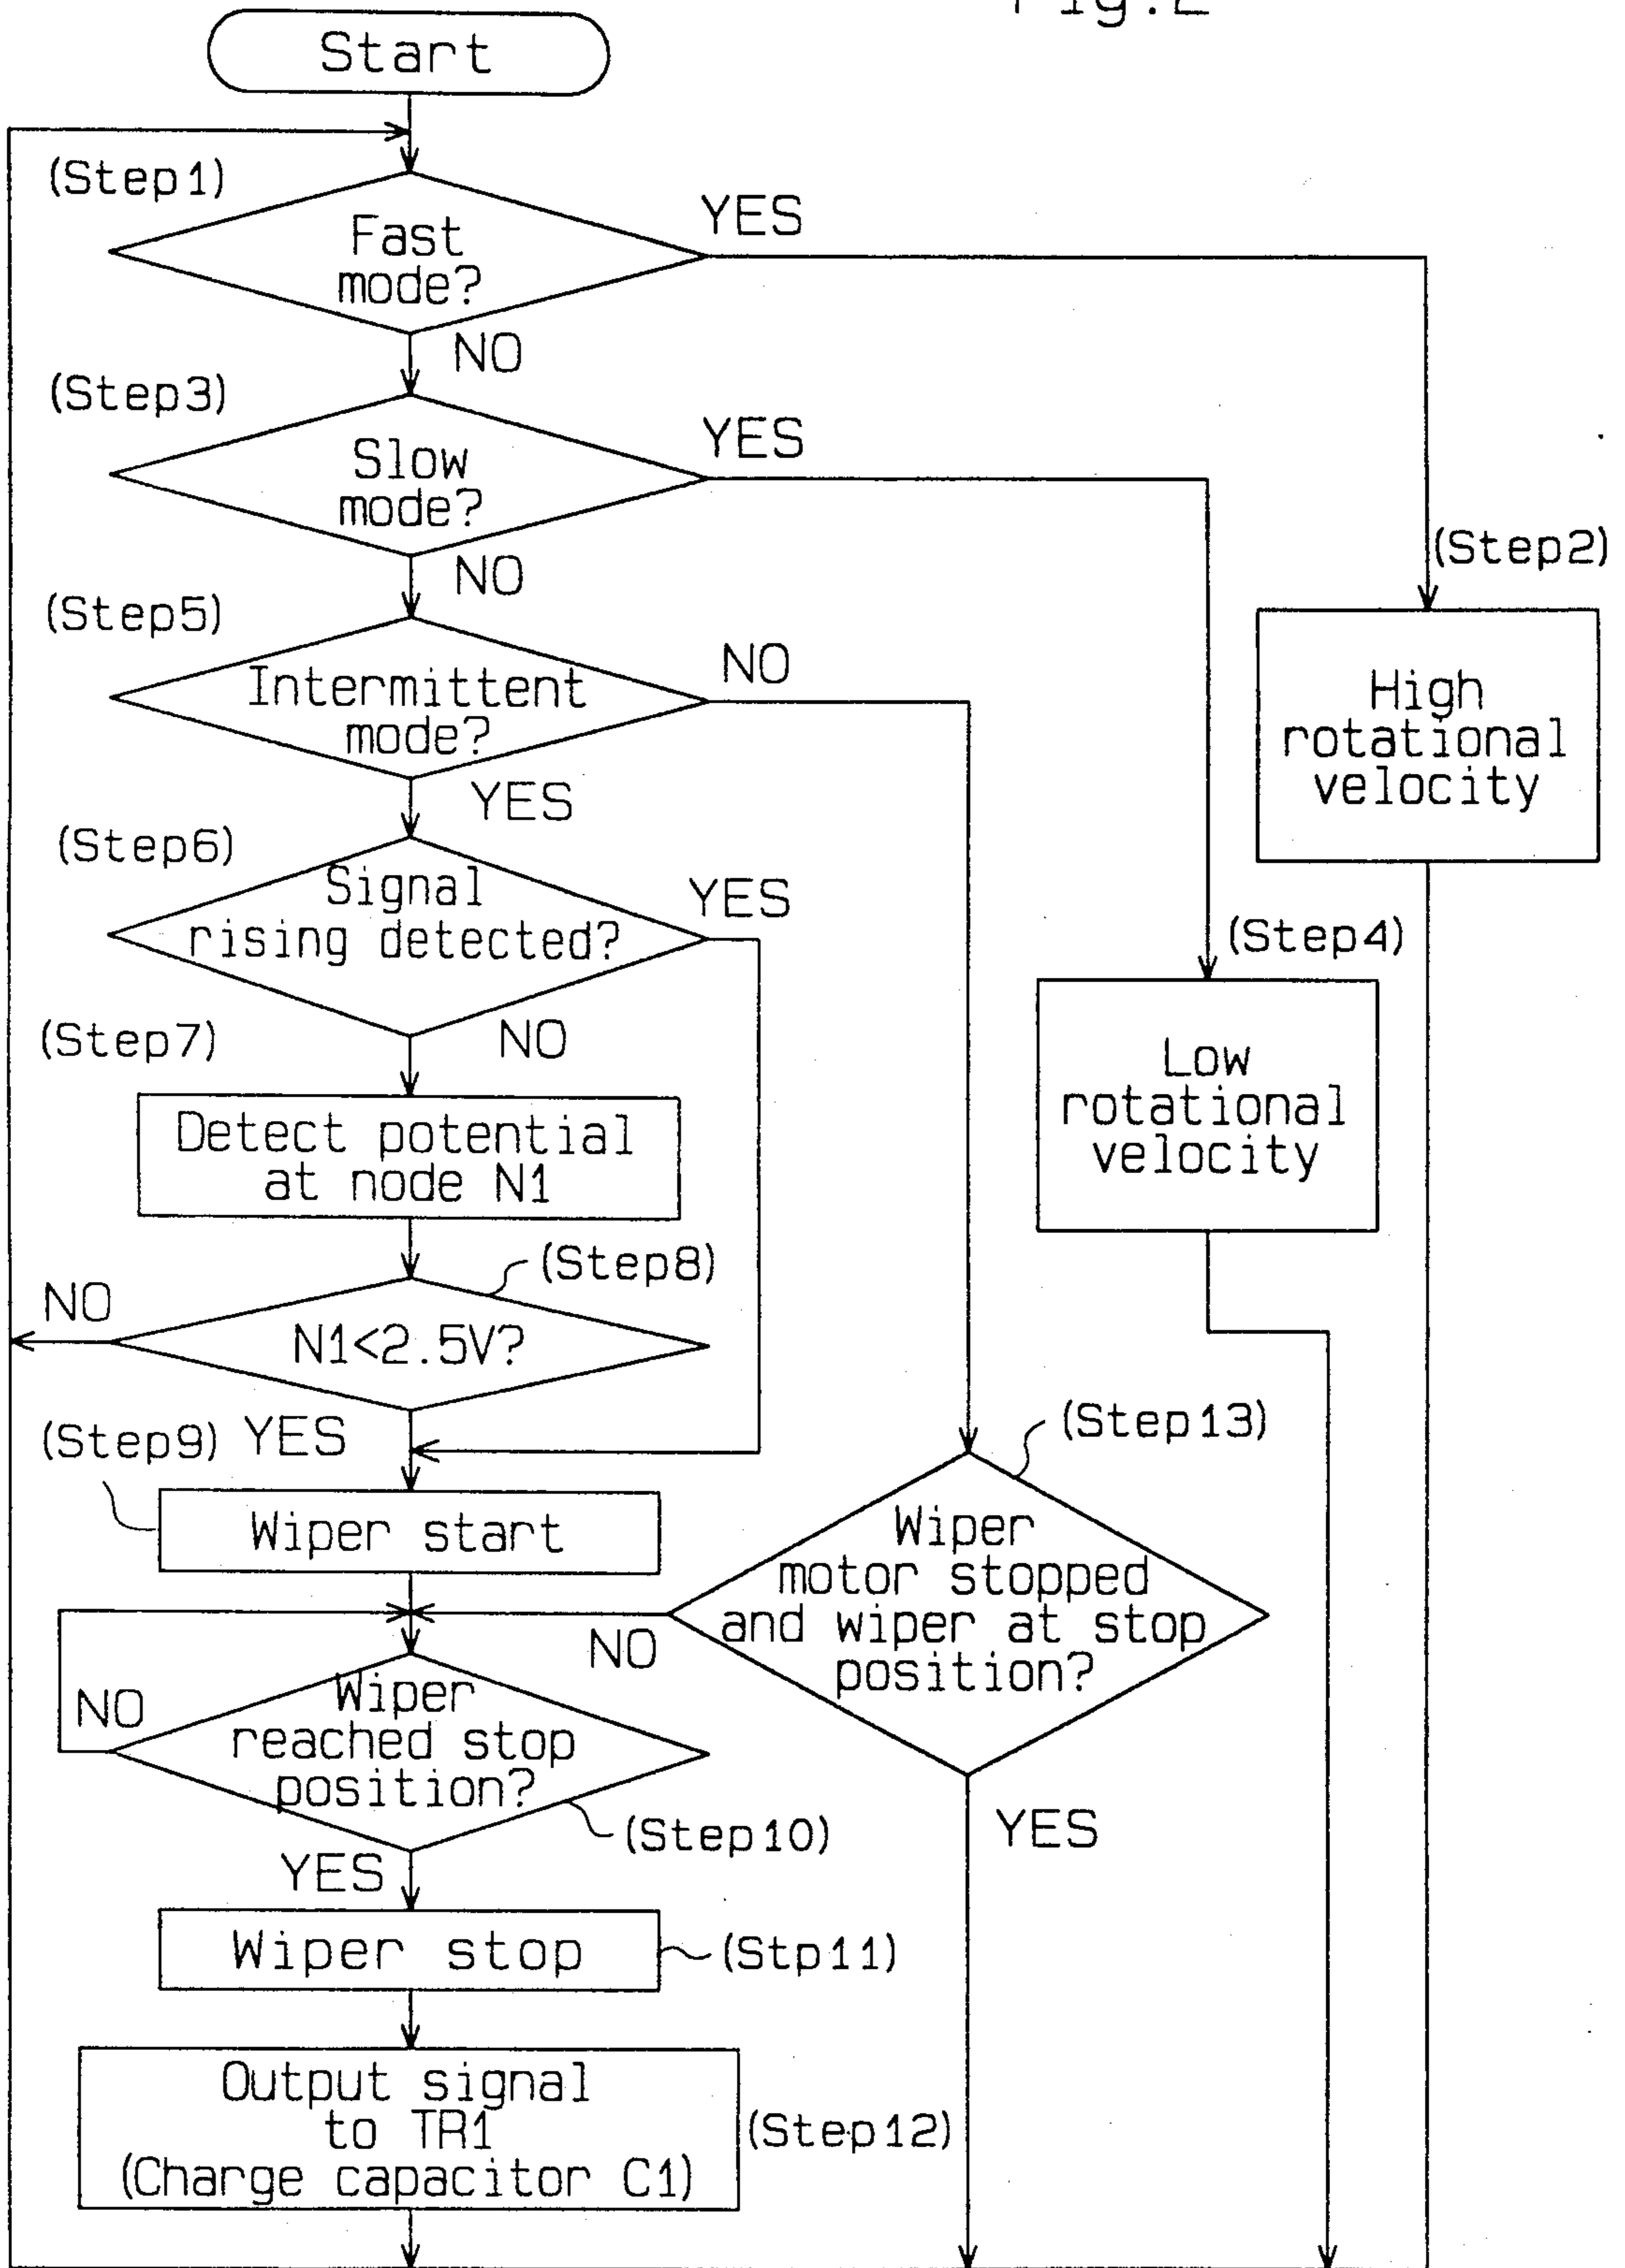 Fig.2
Start
(Step1)
Fast
mode?
YES
NO
(Step3)
Slow
mode?
YES
NO
(Step2)
High
rotational
velocity
(Step5)
Intermittent
mode?
NO
YES
(Step6)
Signal
rising detected?
YES
NO
(Step4)
Low
rotational
velocity
(Step7)
Detect potential
at node N1
(Step8)
N1<2.5V?
NO
YES
(Step9)
Wiper start
(Step13)
Wiper
motor stopped
and wiper at stop
position?
NO
YES
Wiper
reached stop
position?
NO
(Step10)
YES
Wiper stop
(Stp11)
Output signal
to TR1
(Charge capacitor C1)
(Step12)